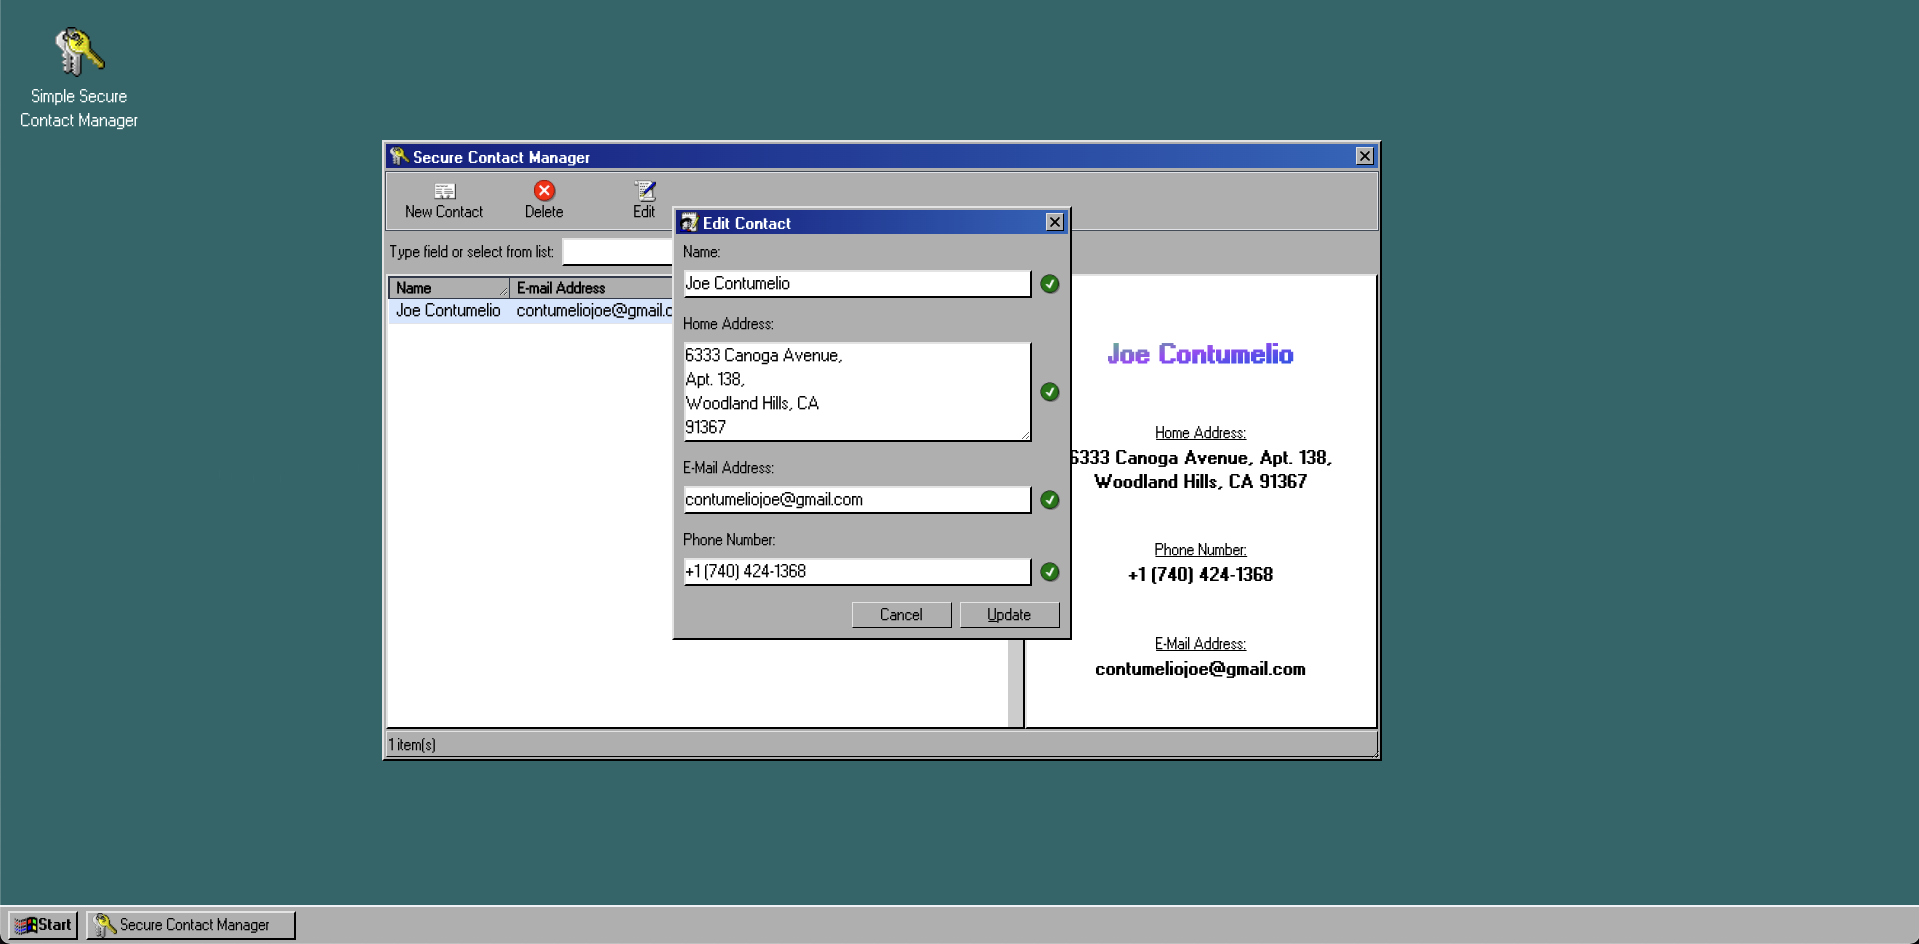 Simple Secure
Contact Manager
Secure Contact Manager
New Contact
Delete
Edit
Type field or select from list:
Name
E-mail Address
Joe Contumelio
contumeliojoe@gmail.c
Edit Contact
Name:
Joe Contumelio
Home Address:
6333 Canoga Avenue,
Apt. 138,
Woodland Hills, CA
91367
E-Mail Address:
contumeliojoe@gmail.com
Phone Number:
+1 (740) 424-1368
Cancel
Update
Joe Contumelio
Home Address:
6333 Canoga Avenue, Apt. 138,
Woodland Hills, CA 91367
Phone Number:
+1 (740) 424-1368
E-Mail Address:
contumeliojoe@gmail.com
1 item(s)
Start
Secure Contact Manager